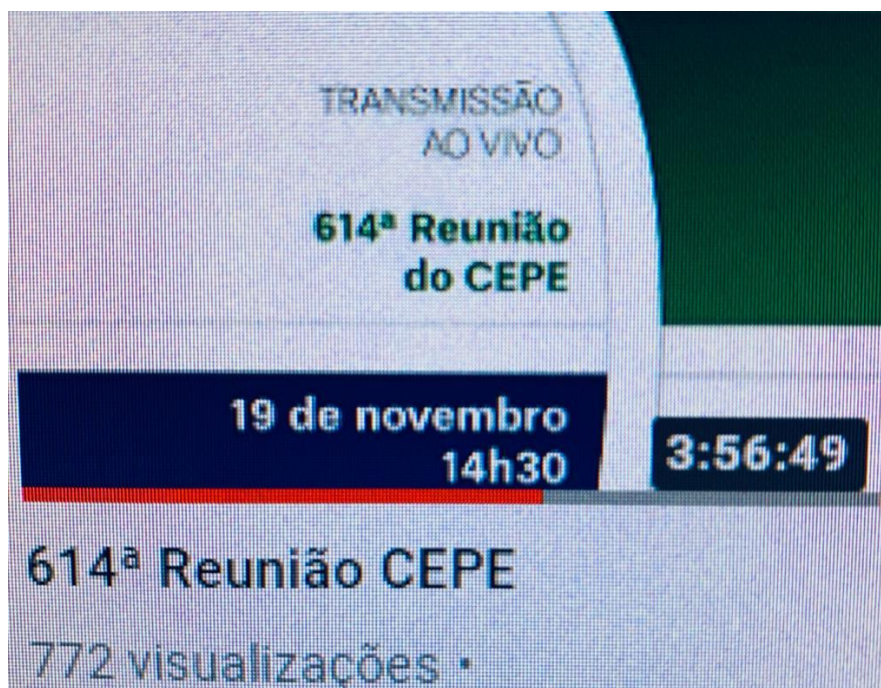 TRANSMISSÃO
AO VIVO
614ª Reunião
do CEPE
19 de novembro
14h30
3:56:49
614ª Reunião CEPE
772 visualizações •